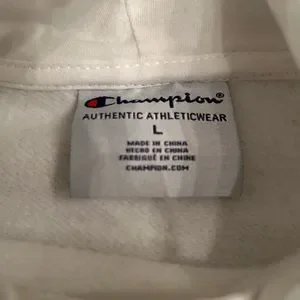 Champion®
AUTHENTIC ATHLETICWEAR
L
MADE IN CHINA
HECHO EN CHINA
FABRIQUÉ EN CHINE
CHAMPION.COM